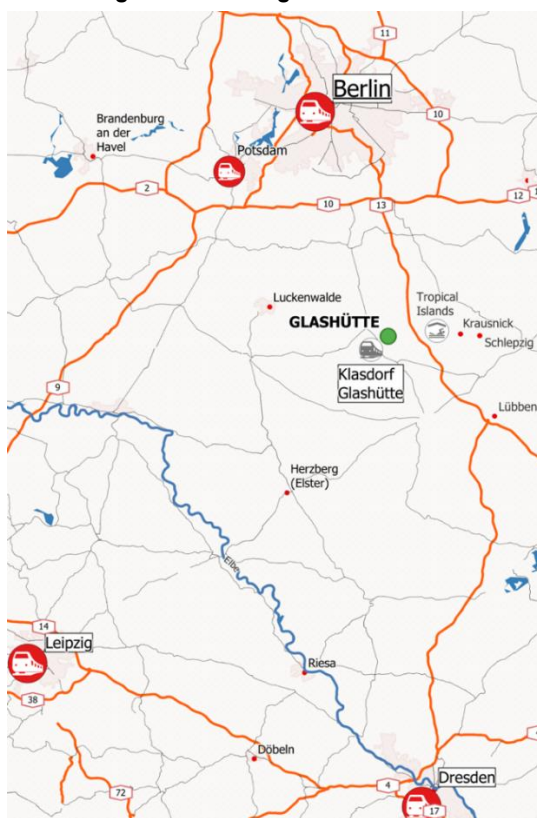 11
Berlin
Brandenburg
an der
Havel
10
Potsdam
2
10
13
12
Luckenwalde
Tropical
Islands
GLASHÜTTE
Krausnick
Schlepzig
Klasdorf
Glashütte
9
Lübben
Herzberg
(Elster)
Elbe
14
Leipzig
Riesa
38
Döbeln
4
Dresden
72
17